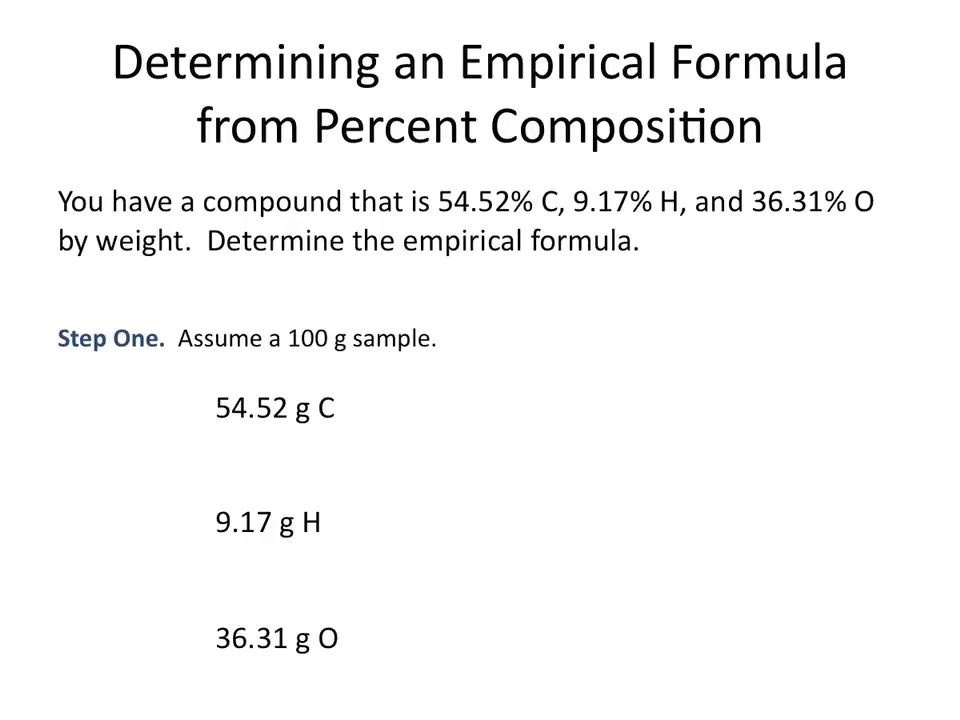 Determining an Empirical Formula
from Percent Composition
You have a compound that is 54.52% C, 9.17% H, and 36.31% O
by weight.  Determine the empirical formula.
Step One.  Assume a 100 g sample.
54.52 g C
9.17 g H
36.31 g O